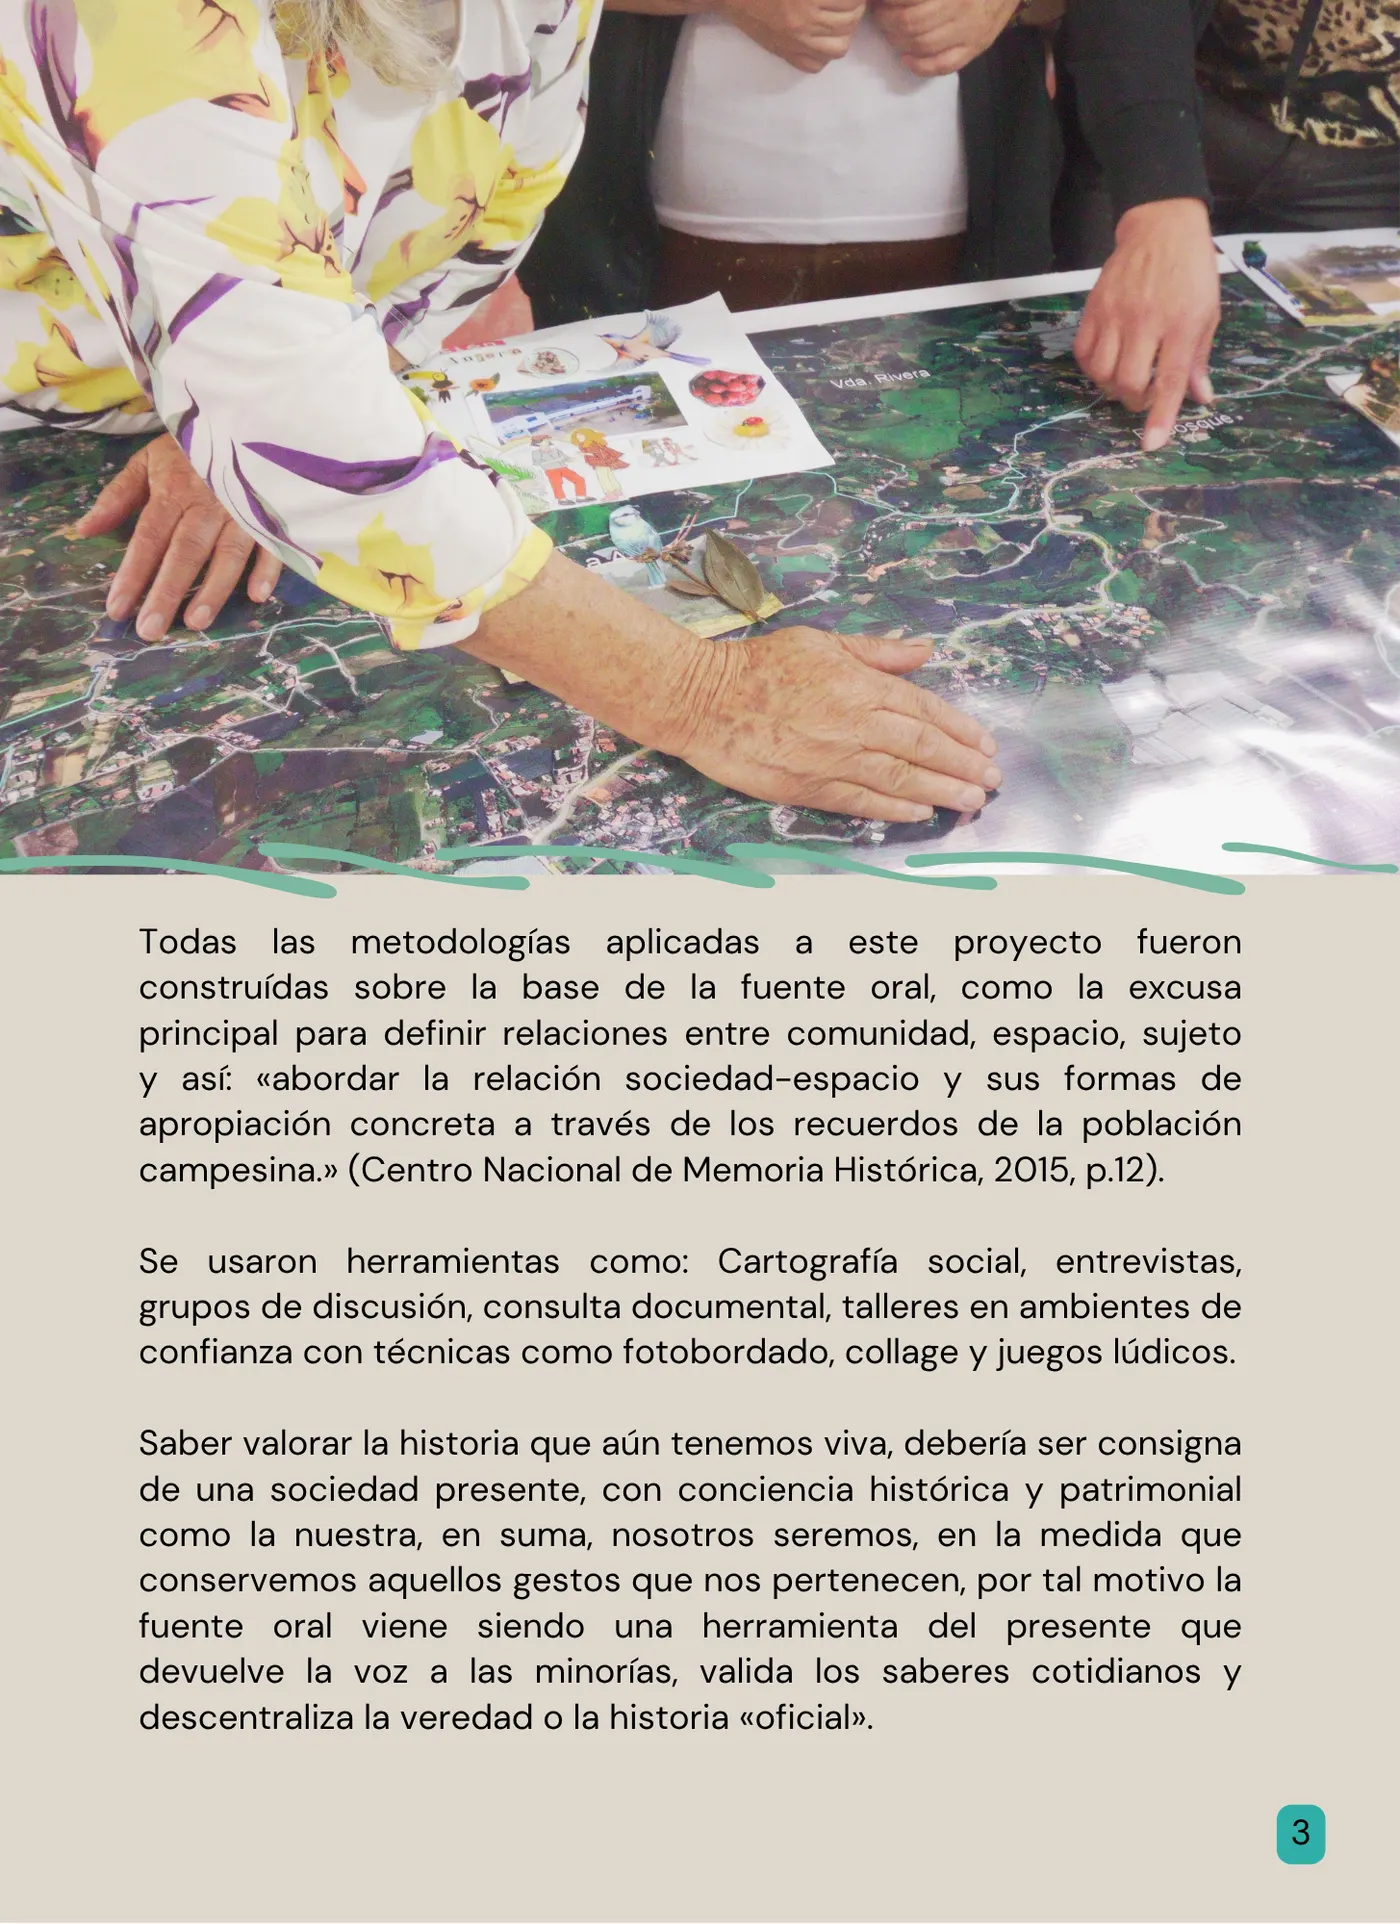 Vda. Rivera
Todas las metodologías aplicadas a este proyecto fueron
construídas sobre la base de la fuente oral, como la excusa
principal para definir relaciones entre comunidad, espacio, sujeto
y así: «abordar la relación sociedad-espacio y sus formas de
apropiación concreta a través de los recuerdos de la población
campesina.» (Centro Nacional de Memoria Histórica, 2015, p.12).
Se usaron herramientas como: Cartografía social, entrevistas,
grupos de discusión, consulta documental, talleres en ambientes de
confianza con técnicas como fotobordado, collage y juegos lúdicos.
Saber valorar la historia que aún tenemos viva, debería ser consigna
de una sociedad presente, con conciencia histórica y patrimonial
como la nuestra, en suma, nosotros seremos, en la medida que
conservemos aquellos gestos que nos pertenecen, por tal motivo la
fuente oral viene siendo una herramienta del presente que
devuelve la voz a las minorías, valida los saberes cotidianos y
descentraliza la veredad o la historia «oficial».
3